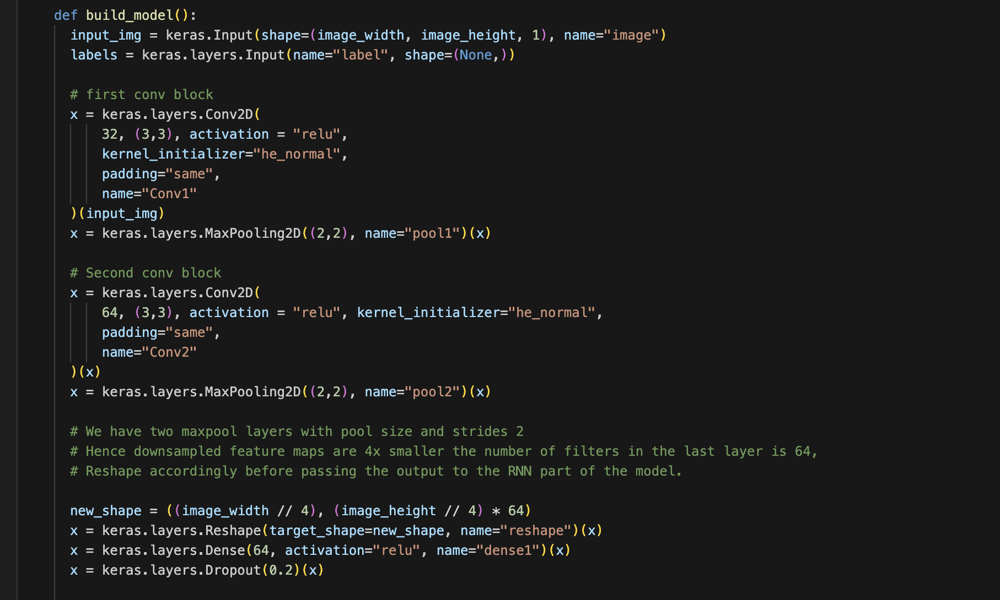 def build_model():
input_img = keras.Input(shape=(image_width, image_height, 1), name="image")
labels = keras.layers.Input(name="label", shape=(None,))
# first conv block
x = keras.layers.Conv2D(
32, (3,3), activation = "relu",
kernel_initializer="he_normal",
padding="same",
name="Conv1"
)(input_img)
x = keras.layers.MaxPooling2D((2,2), name="pool1")(x)
# Second conv block
x = keras.layers.Conv2D(
64, (3,3), activation = "relu", kernel_initializer="he_normal",
padding="same",
name="Conv2"
)(x)
x = keras.layers.MaxPooling2D((2,2), name="pool2")(x)
# We have two maxpool layers with pool size and strides 2
# Hence downsampled feature maps are 4x smaller the number of filters in the last layer is 64,
# Reshape accordingly before passing the output to the RNN part of the model.
new_shape = ((image_width // 4), (image_height // 4) * 64)
x = keras.layers.Reshape(target_shape=new_shape, name="reshape")(x)
x = keras.layers.Dense(64, activation="relu", name="dense1")(x)
x = keras.layers.Dropout(0.2)(x)